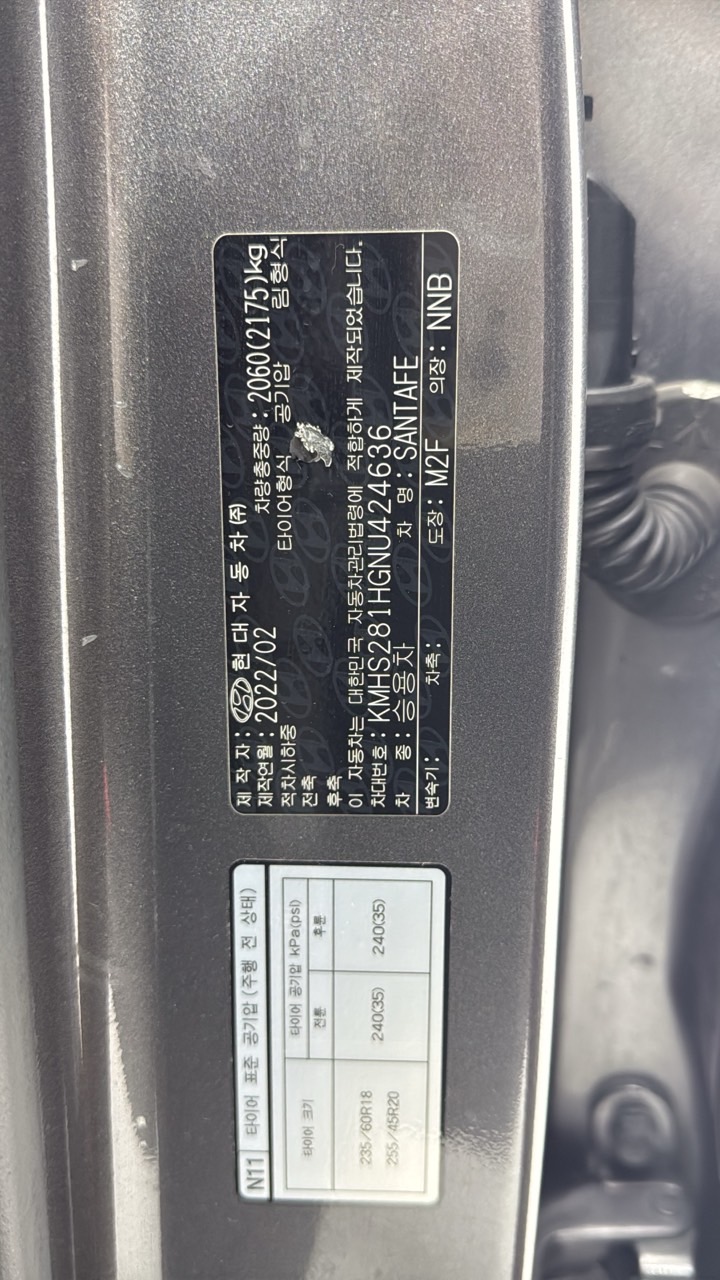 제 작 자 : 현 대 자 동 차 ㈜
제작연월 : 2022/02 차량총중량 : 2060(2175)kg
적차시하중 타이어형식 공기압 림형식
전축
후축
이 자동차는 대한민국 자동차관리법령에 적합하게 제작되었습니다.
차대번호 : KMHS281HGNU424636
차 종 : 승용차 차 명 : SANTAFE
변속기 : 차축 : 도장 : M2F 의장 : NNB
N11 타이어 표준 공기압 (주행 전 상태)
타이어 크기 타이어 공기압 kPa(psi)
전륜 후륜
235/60R18 240(35) 240(35)
255/45R20